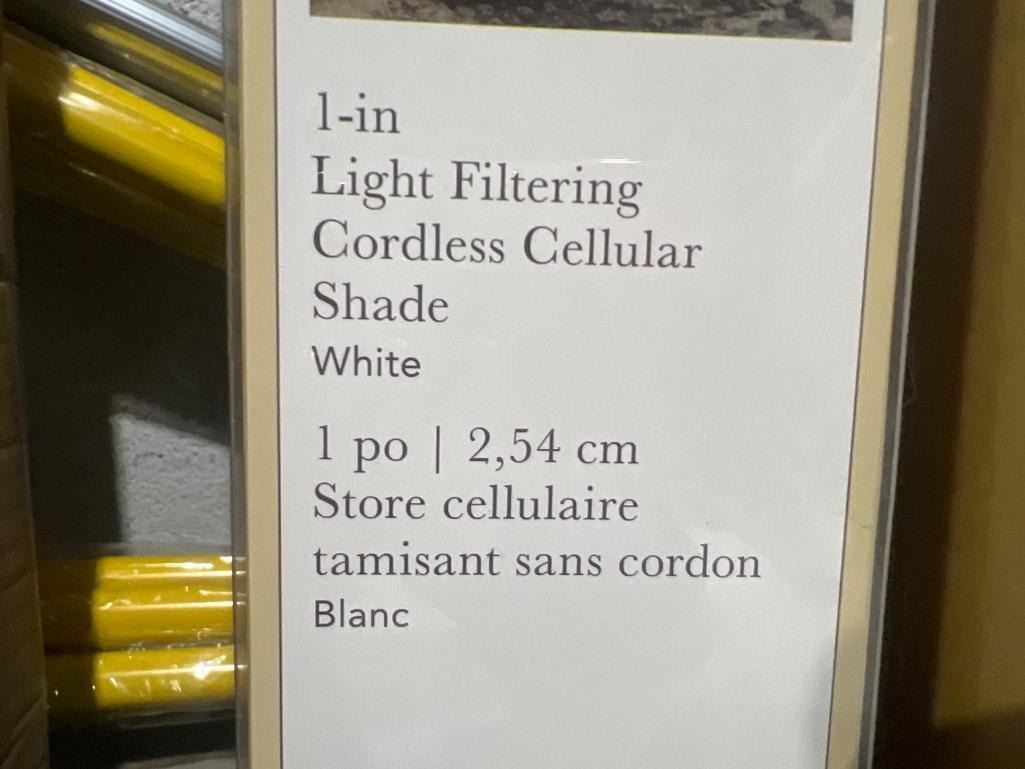 1-in
Light Filtering
Cordless Cellular
Shade
White
1 po | 2,54 cm
Store cellulaire
tamisant sans cordon
Blanc